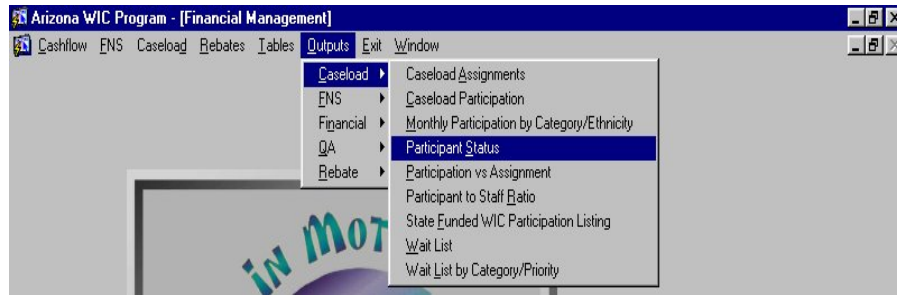 Arizona WIC Program - [Financial Management]
Cashflow FNS Caseload Rebates Tables Outputs Exit Window
Caseload
FNS
Financial
QA
Rebate
Caseload Assignments
Caseload Participation
Monthly Participation by Category/Ethnicity
Participant Status
Participation vs Assignment
Participant to Staff Ratio
State Funded WIC Participation Listing
Wait List
Wait List by Category/Priority
in MOT